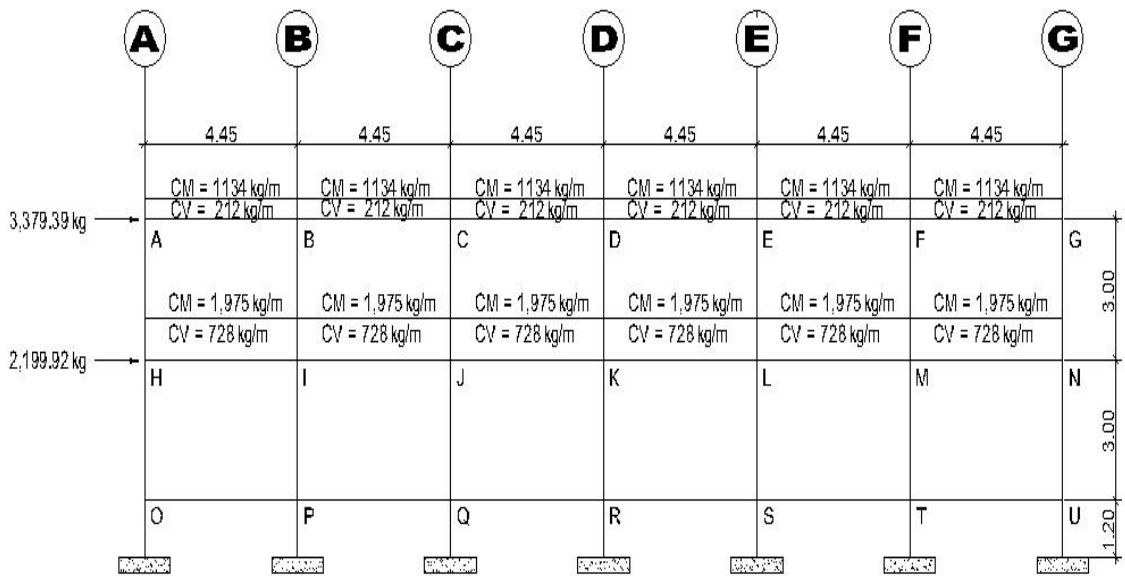 A B C D E F G
4.45 4.45 4.45 4.45 4.45 4.45
CM = 1134 kg/m CM = 1134 kg/m CM = 1134 kg/m CM = 1134 kg/m CM = 1134 kg/m CM = 1134 kg/m
CV = 212 kg/m CV = 212 kg/m CV = 212 kg/m CV = 212 kg/m CV = 212 kg/m CV = 212 kg/m
3,379.39 kg
A B C D E F G
3.00
CM = 1,975 kg/m CM = 1,975 kg/m CM = 1,975 kg/m CM = 1,975 kg/m CM = 1,975 kg/m CM = 1,975 kg/m
CV = 728 kg/m CV = 728 kg/m CV = 728 kg/m CV = 728 kg/m CV = 728 kg/m CV = 728 kg/m
2,199.92 kg
H I J K L M N
3.00
O P Q R S T U
1.20